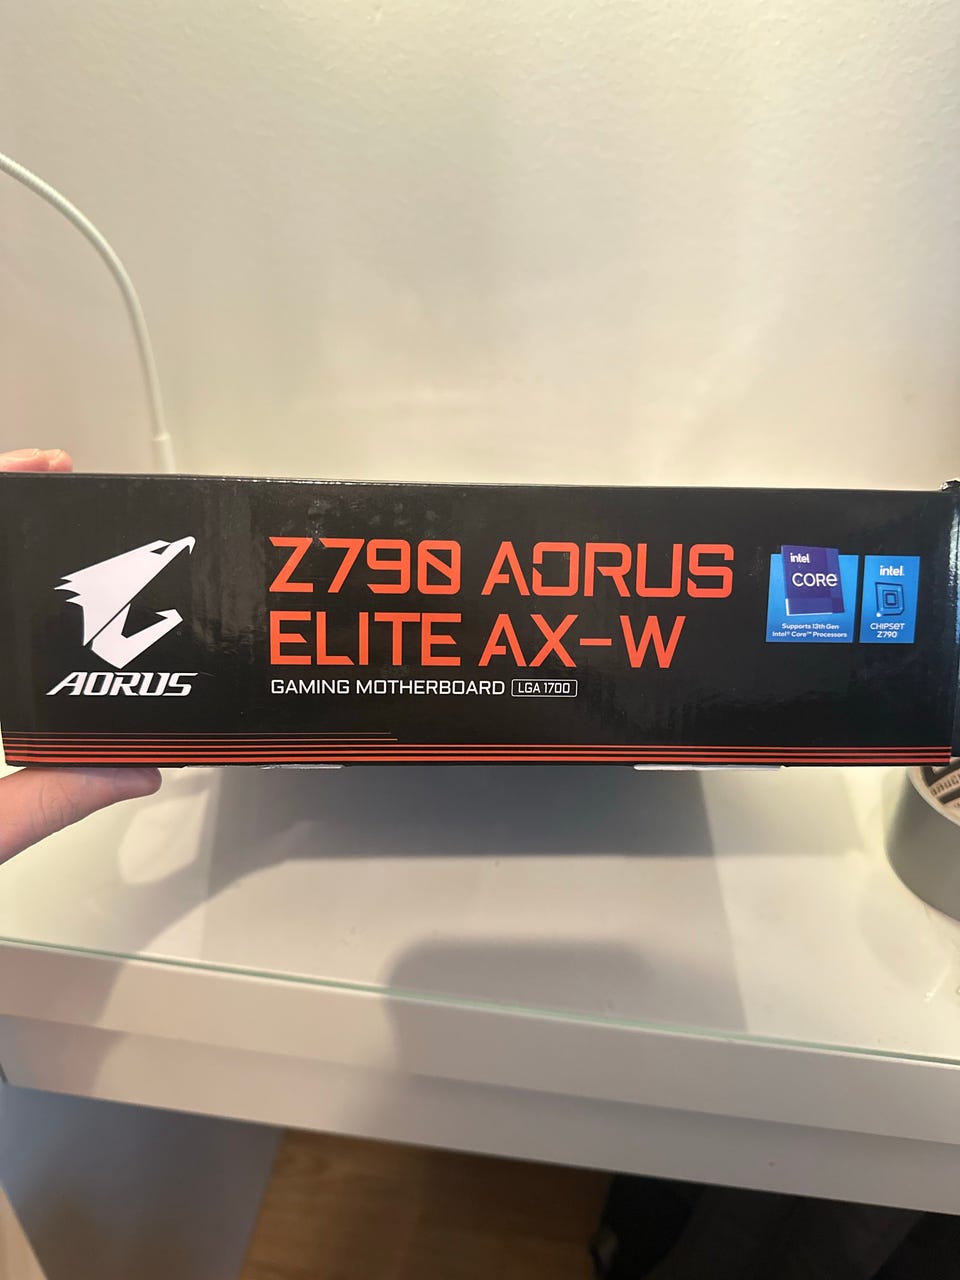 Z790 AORUS
ELITE AX-W
GAMING MOTHERBOARD LGA 1700
AORUS
intel
CORE
Supports 13th Gen
Intel® Core™ Processors
intel.
CHIPSET
Z790